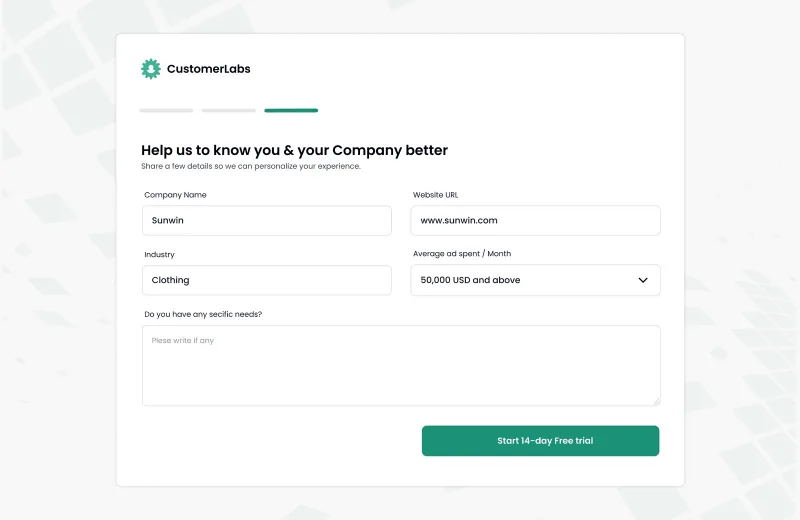 CustomerLabs
Help us to know you & your Company better
Share a few details so we can personalize your experience.
Company Name
Website URL
Sunwin
www.sunwin.com
Industry
Average ad spent / Month
Clothing
50,000 USD and above
Do you have any secific needs?
Plese write if any
Start 14-day Free trial